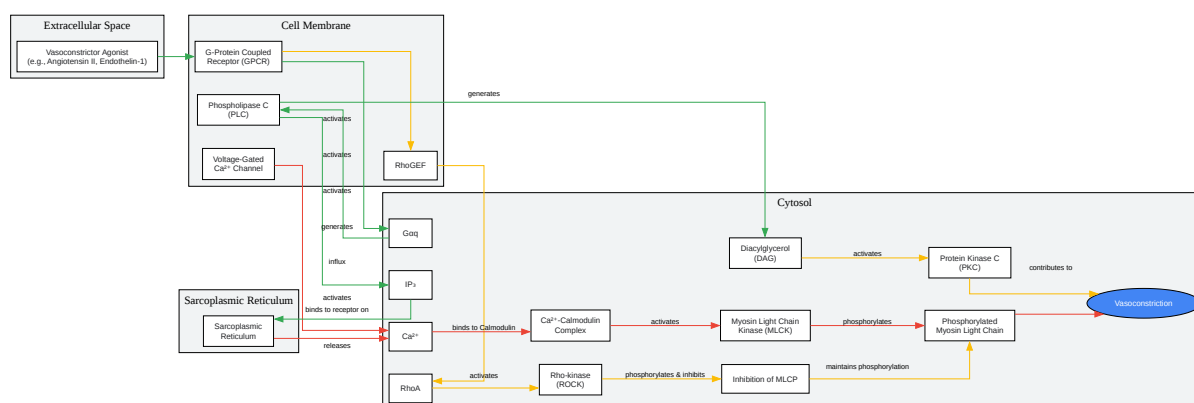 Extracellular Space
Vasoconstrictor Agonist
(e.g., Angiotensin II, Endothelin-1)
Cell Membrane
G-Protein Coupled
Receptor (GPCR)
Phospholipase C
(PLC)
Voltage-Gated
Ca²⁺ Channel
RhoGEF
generates
activates
activates
activates
generates
influx
activates
binds to receptor on
Cytosol
Gαq
IP₃
Ca²⁺
RhoA
Sarcoplasmic Reticulum
Sarcoplasmic
Reticulum
releases
binds to Calmodulin
Ca²⁺-Calmodulin
Complex
activates
Myosin Light Chain
Kinase (MLCK)
phosphorylates
Phosphorylated
Myosin Light Chain
Diacylglycerol
(DAG)
activates
Protein Kinase C
(PKC)
contributes to
Vasoconstriction
activates
Rho-kinase
(ROCK)
phosphorylates & inhibits
Inhibition of MLCP
maintains phosphorylation